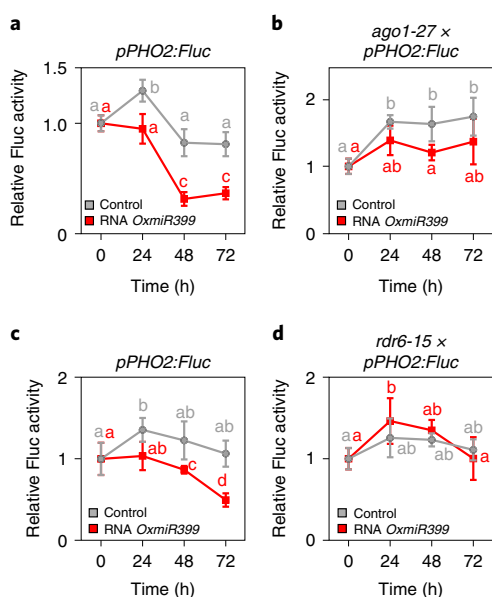 a
pPHO2:Fluc
Relative Fluc activity
1.5
1.0
0
a a b a c a c a
Control
RNA OxmiR399
0 24 48 72
Time (h)
b
ago1-27 ×
pPHO2:Fluc
Relative Fluc activity
2
1
0
a a b ab b a b ab
Control
RNA OxmiR399
0 24 48 72
Time (h)
c
pPHO2:Fluc
Relative Fluc activity
2
1
0
a a b ab ab c ab d
Control
RNA OxmiR399
0 24 48 72
Time (h)
d
rdr6-15 ×
pPHO2:Fluc
Relative Fluc activity
2
1
0
a a b ab ab ab ab a
Control
RNA OxmiR399
0 24 48 72
Time (h)